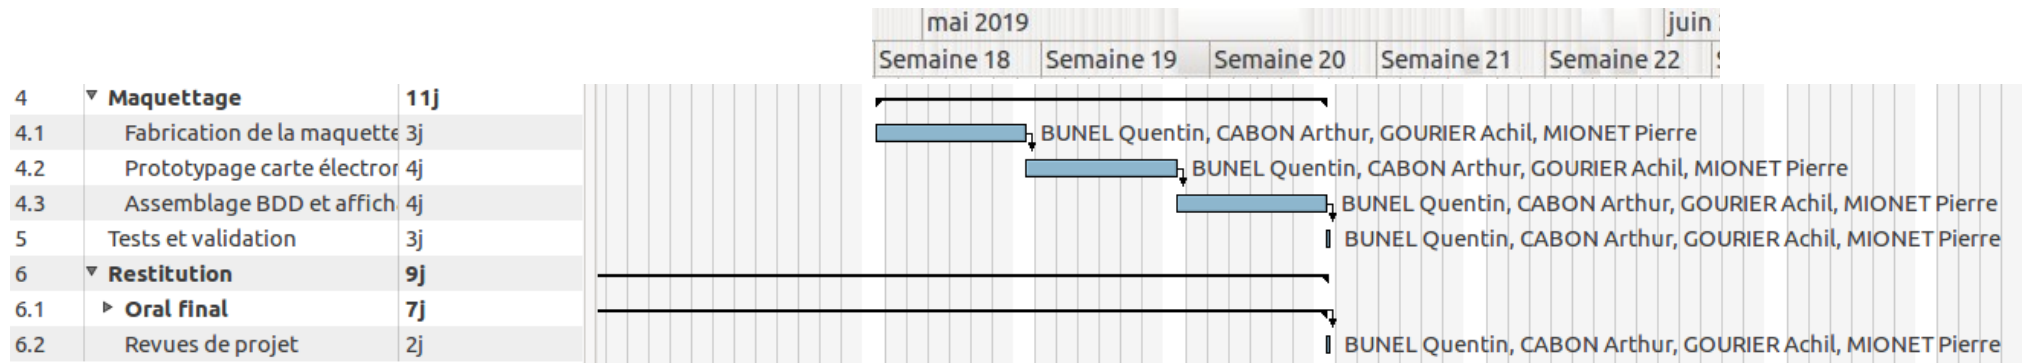 mai 2019 juin
Semaine 18 Semaine 19 Semaine 20 Semaine 21 Semaine 22
4 Maquettage 11j
4.1 Fabrication de la maquette 3j BUNEL Quentin, CABON Arthur, GOURIER Achil, MIONET Pierre
4.2 Prototypage carte électror 4j BUNEL Quentin, CABON Arthur, GOURIER Achil, MIONET Pierre
4.3 Assemblage BDD et affich 4j BUNEL Quentin, CABON Arthur, GOURIER Achil, MIONET Pierre
5 Tests et validation 3j BUNEL Quentin, CABON Arthur, GOURIER Achil, MIONET Pierre
6 Restitution 9j
6.1 Oral final 7j
6.2 Revues de projet 2j BUNEL Quentin, CABON Arthur, GOURIER Achil, MIONET Pierre